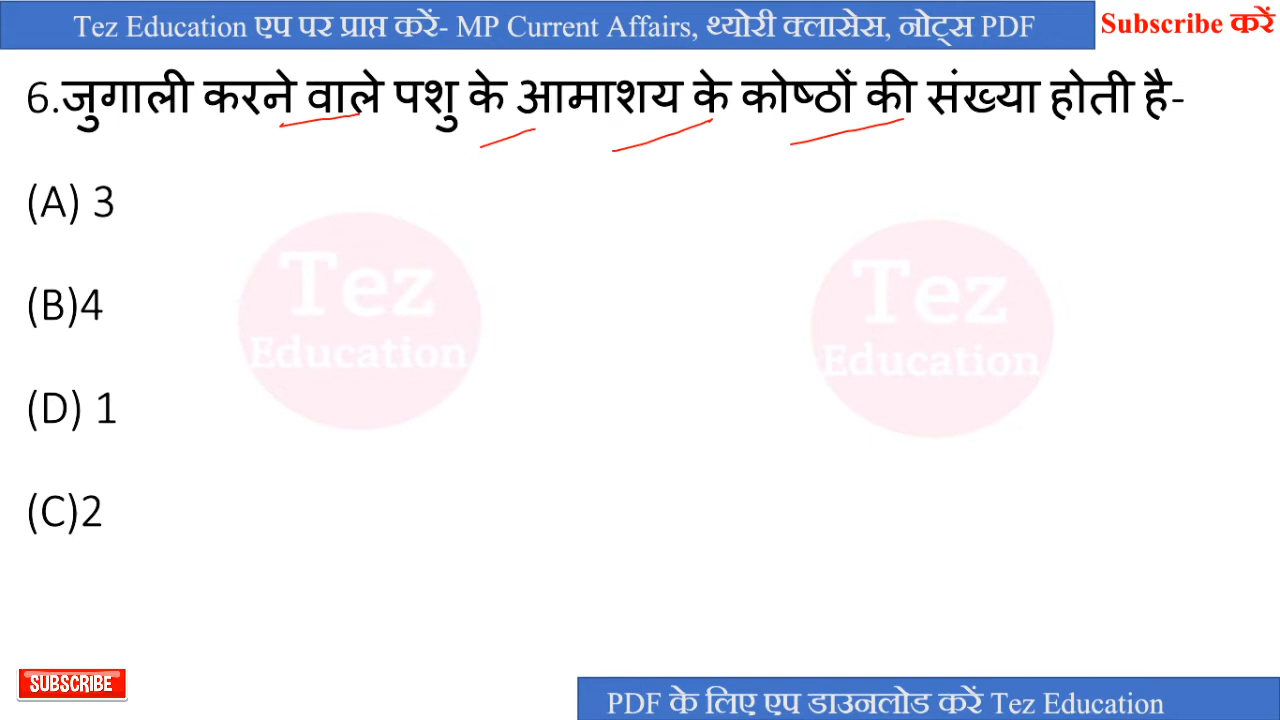 Tez Education एप पर प्राप्त करें- MP Current Affairs, थ्योरी क्लासेस, नोट्स PDF
Subscribe करें
6.जुगाली करने वाले पशु के आमाशय के कोष्ठों की संख्या होती है-
(A) 3
(B)4
(D) 1
(C)2
Tez
Education
Tez
Education
SUBSCRIBE
PDF के लिए एप डाउनलोड करें Tez Education